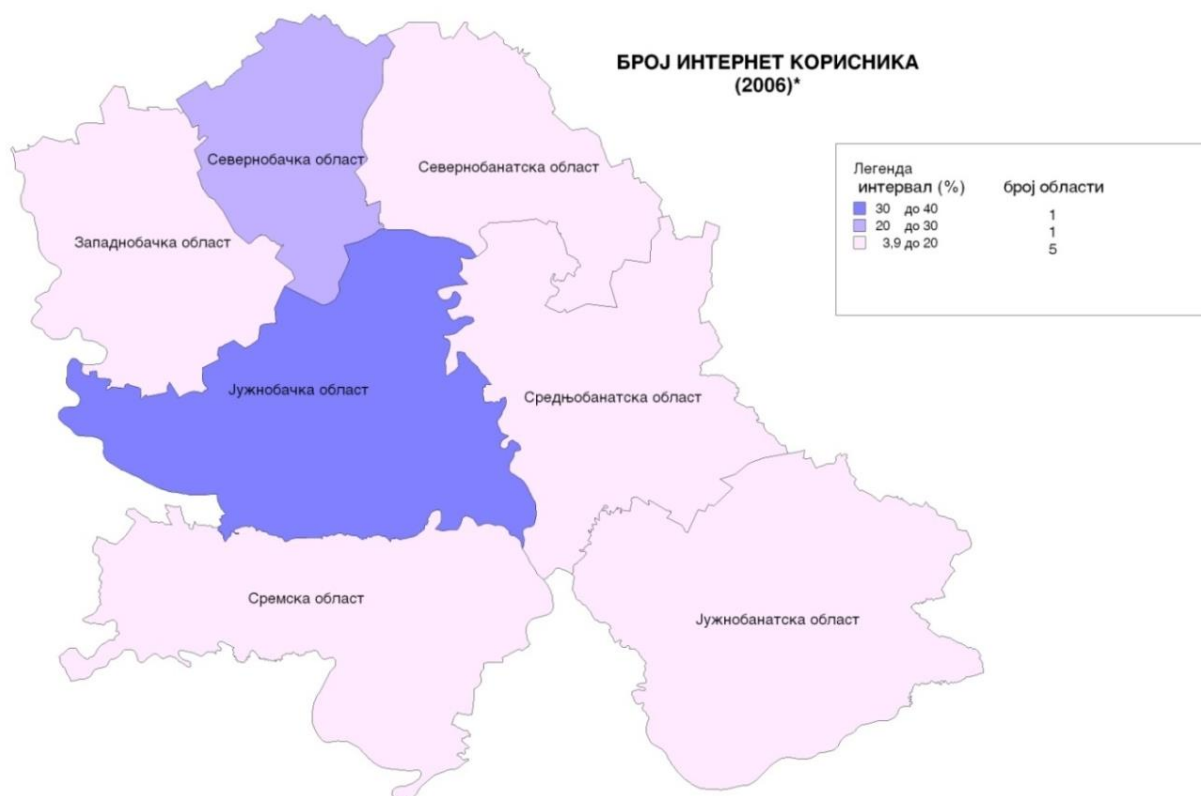 БРОЈ ИНТЕРНЕТ КОРИСНИКА
(2006)*
Севернобачка област
Севернобанатска област
Западнобачка област
Јужнобачка област
Средњобанатска област
Сремска област
Јужнобанатска област
Легенда
интервал (%) број области
30 до 40 1
20 до 30 1
3,9 до 20 5